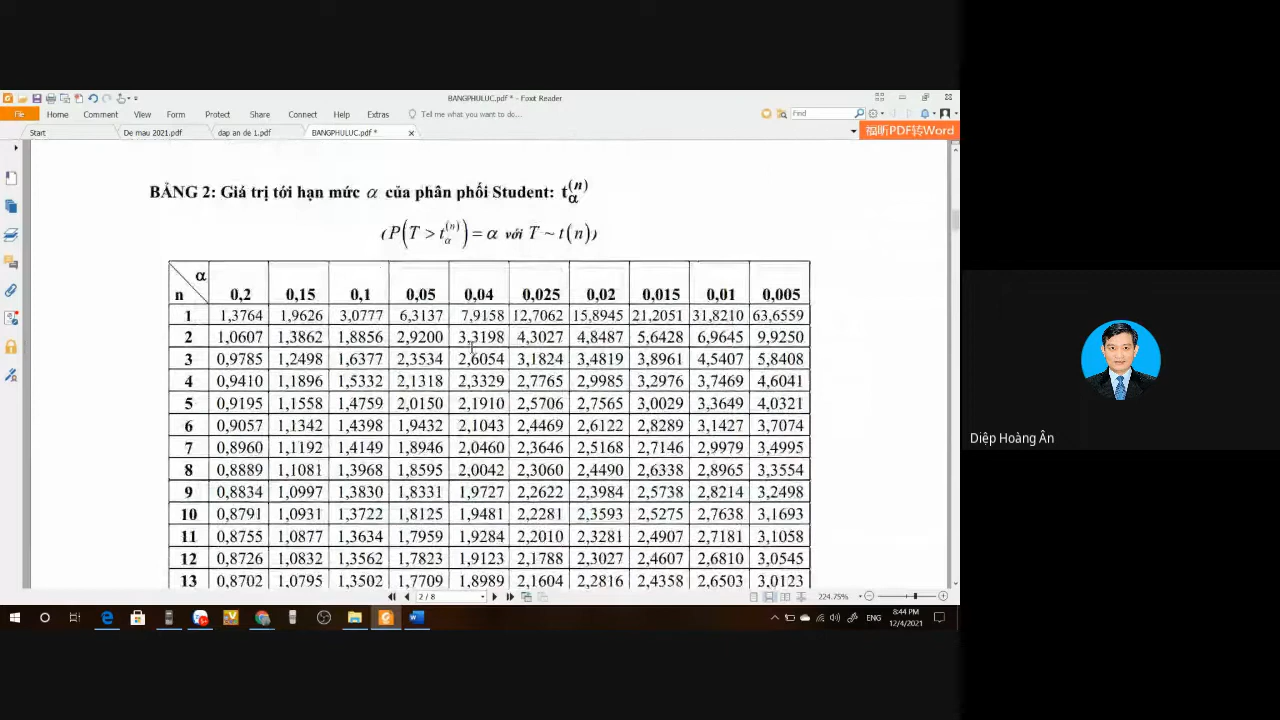 BANGPHULUC.pdf * - Foxit Reader
File Home Comment View Form Protect Share Connect Help Extras Tell me what you want to do... Find
Start De mau 2021.pdf dap an de 1.pdf BANGPHULUC.pdf * 福昕PDF转Word
BẢNG 2: Giá trị tới hạn mức α của phân phối Student: t_α^(n)
( P(T > t_α^(n)) = α với T ~ t(n) )
α
n 0,2 0,15 0,1 0,05 0,04 0,025 0,02 0,015 0,01 0,005
1 1,3764 1,9626 3,0777 6,3137 7,9158 12,7062 15,8945 21,2051 31,8210 63,6559
2 1,0607 1,3862 1,8856 2,9200 3,3198 4,3027 4,8487 5,6428 6,9645 9,9250
3 0,9785 1,2498 1,6377 2,3534 2,6054 3,1824 3,4819 3,8961 4,5407 5,8408
4 0,9410 1,1896 1,5332 2,1318 2,3329 2,7765 2,9985 3,2976 3,7469 4,6041
5 0,9195 1,1558 1,4759 2,0150 2,1910 2,5706 2,7565 3,0029 3,3649 4,0321
6 0,9057 1,1342 1,4398 1,9432 2,1043 2,4469 2,6122 2,8289 3,1427 3,7074
7 0,8960 1,1192 1,4149 1,8946 2,0460 2,3646 2,5168 2,7146 2,9979 3,4995
8 0,8889 1,1081 1,3968 1,8595 2,0042 2,3060 2,4490 2,6338 2,8965 3,3554
9 0,8834 1,0997 1,3830 1,8331 1,9727 2,2622 2,3984 2,5738 2,8214 3,2498
10 0,8791 1,0931 1,3722 1,8125 1,9481 2,2281 2,3593 2,5275 2,7638 3,1693
11 0,8755 1,0877 1,3634 1,7959 1,9284 2,2010 2,3281 2,4907 2,7181 3,1058
12 0,8726 1,0832 1,3562 1,7823 1,9123 2,1788 2,3027 2,4607 2,6810 3,0545
13 0,8702 1,0795 1,3502 1,7709 1,8989 2,1604 2,2816 2,4358 2,6503 3,0123
2 / 8 224.75%
ENG 8:44 PM
12/4/2021
Diệp Hoàng Ân